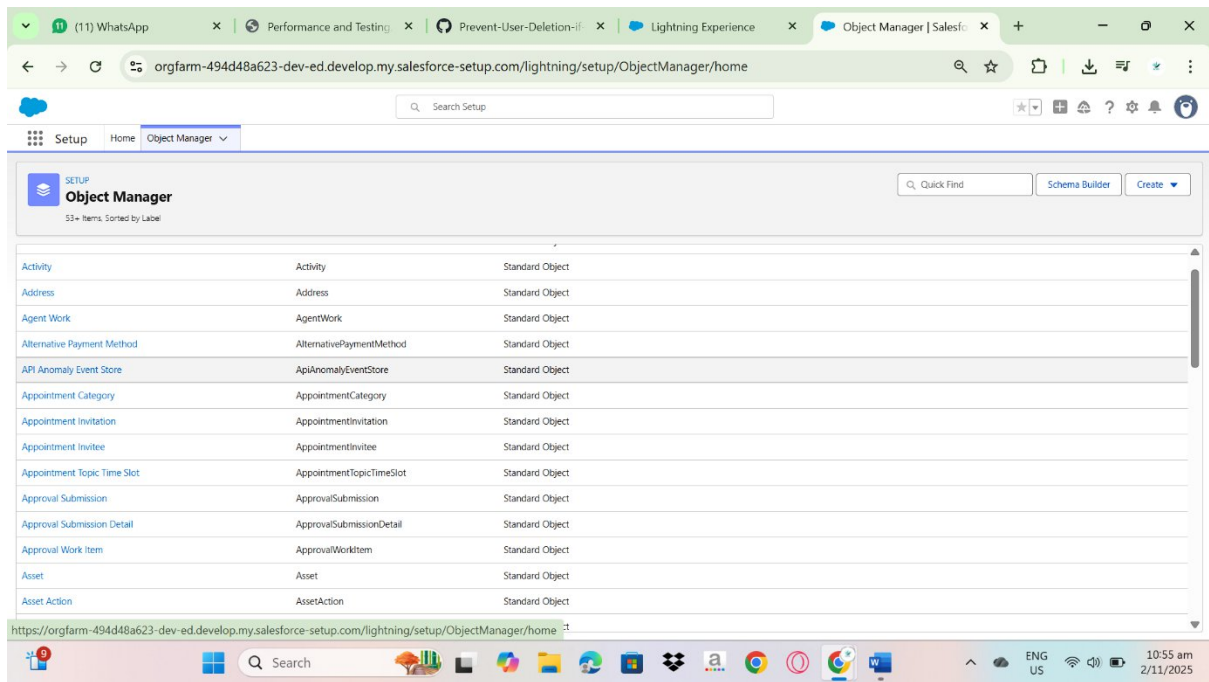 11 (11) WhatsApp
Performance and Testing
Prevent-User-Deletion-if-
Lightning Experience
Object Manager | Salesfo
orgfarm-494d48a623-dev-ed.develop.my.salesforce-setup.com/lightning/setup/ObjectManager/home
Search Setup
Setup Home Object Manager
SETUP
Object Manager
53+ Items, Sorted by Label
Quick Find Schema Builder Create
Activity Activity Standard Object
Address Address Standard Object
Agent Work AgentWork Standard Object
Alternative Payment Method AlternativePaymentMethod Standard Object
API Anomaly Event Store ApiAnomalyEventStore Standard Object
Appointment Category AppointmentCategory Standard Object
Appointment Invitation AppointmentInvitation Standard Object
Appointment Invitee AppointmentInvitee Standard Object
Appointment Topic Time Slot AppointmentTopicTimeSlot Standard Object
Approval Submission ApprovalSubmission Standard Object
Approval Submission Detail ApprovalSubmissionDetail Standard Object
Approval Work Item ApprovalWorkItem Standard Object
Asset Asset Standard Object
Asset Action AssetAction Standard Object
https://orgfarm-494d48a623-dev-ed.develop.my.salesforce-setup.com/lightning/setup/ObjectManager/home
9
Search
a
W
ENG
US
10:55 am
2/11/2025